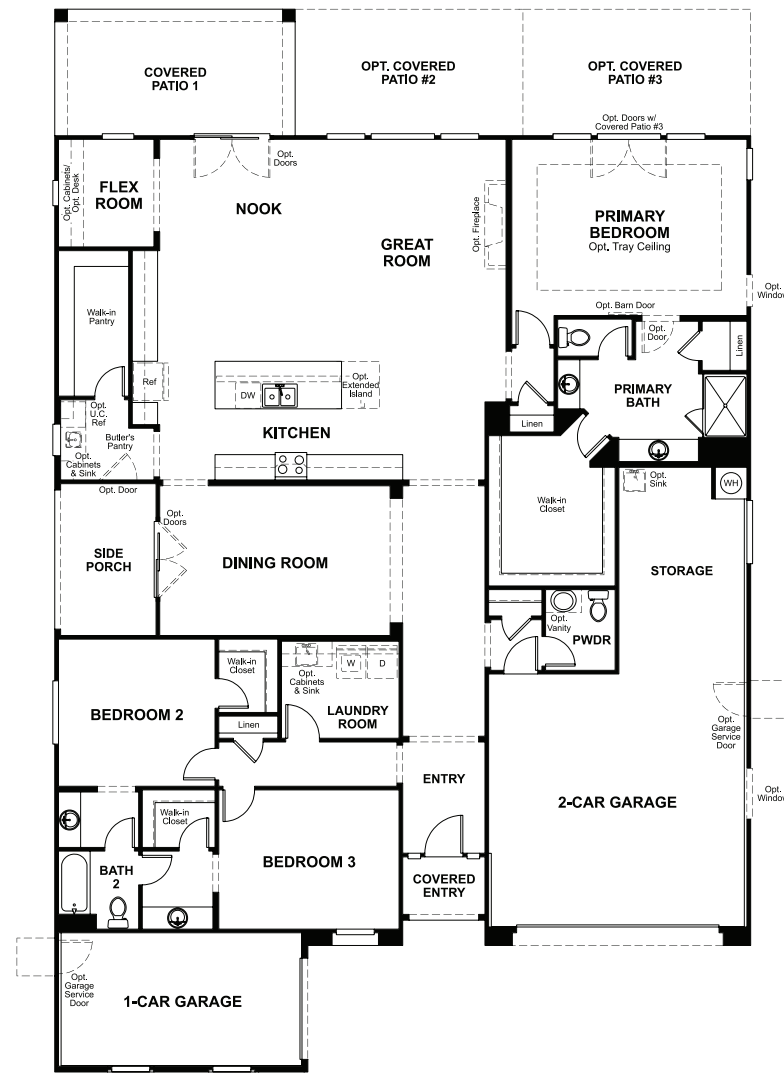 COVERED
PATIO 1
OPT. COVERED
PATIO #2
OPT. COVERED
PATIO #3
Opt. Doors w/
Covered Patio #3
Opt.
Doors
Opt. Cabinets/
Opt. Desk
FLEX
ROOM
NOOK
GREAT
ROOM
Opt. Fireplace
PRIMARY
BEDROOM
Opt. Tray Ceiling
Opt.
Window
Opt. Barn Door
Walk-in
Pantry
Opt.
Door
Linen
Ref
DW
Opt.
Extended
Island
PRIMARY
BATH
Opt.
U.C.
Ref
Butler's
Pantry
Opt.
Cabinets
& Sink
KITCHEN
Linen
Opt. Door
Opt.
Doors
Walk-in
Closet
Opt.
Sink
WH
SIDE
PORCH
DINING ROOM
STORAGE
Opt.
Vanity
PWDR
Walk-in
Closet
Opt.
Cabinets
& Sink
W
D
BEDROOM 2
Linen
LAUNDRY
ROOM
Opt.
Garage
Service
Door
ENTRY
Opt.
Window
2-CAR GARAGE
Walk-in
Closet
BATH
2
BEDROOM 3
COVERED
ENTRY
Opt.
Garage
Service
Door
1-CAR GARAGE